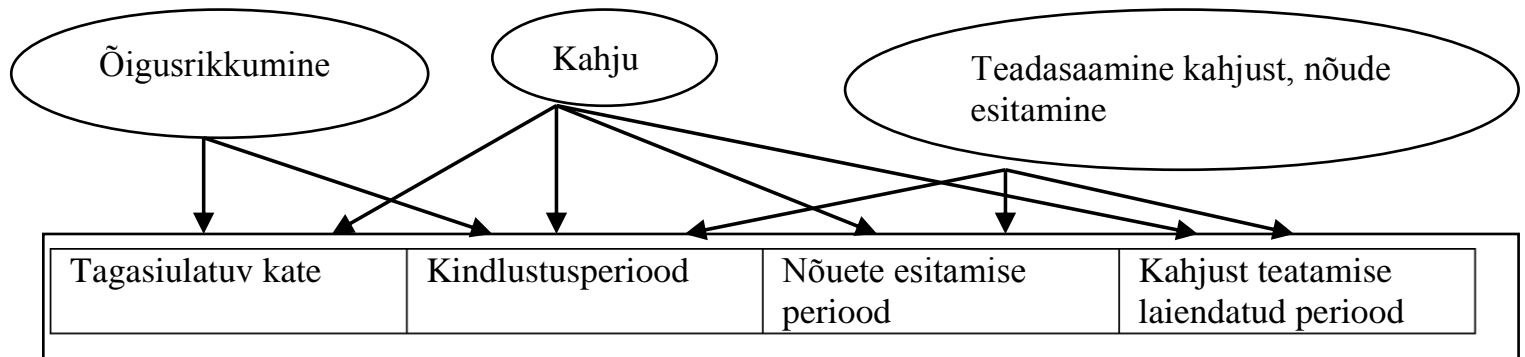 Õigusrikkumine
Kahju
Teadasaamine kahjust, nõude
esitamine
Tagasiulatuv kate
Kindlustusperiood
Nõuete esitamise
periood
Kahjust teatamise
laiendatud periood